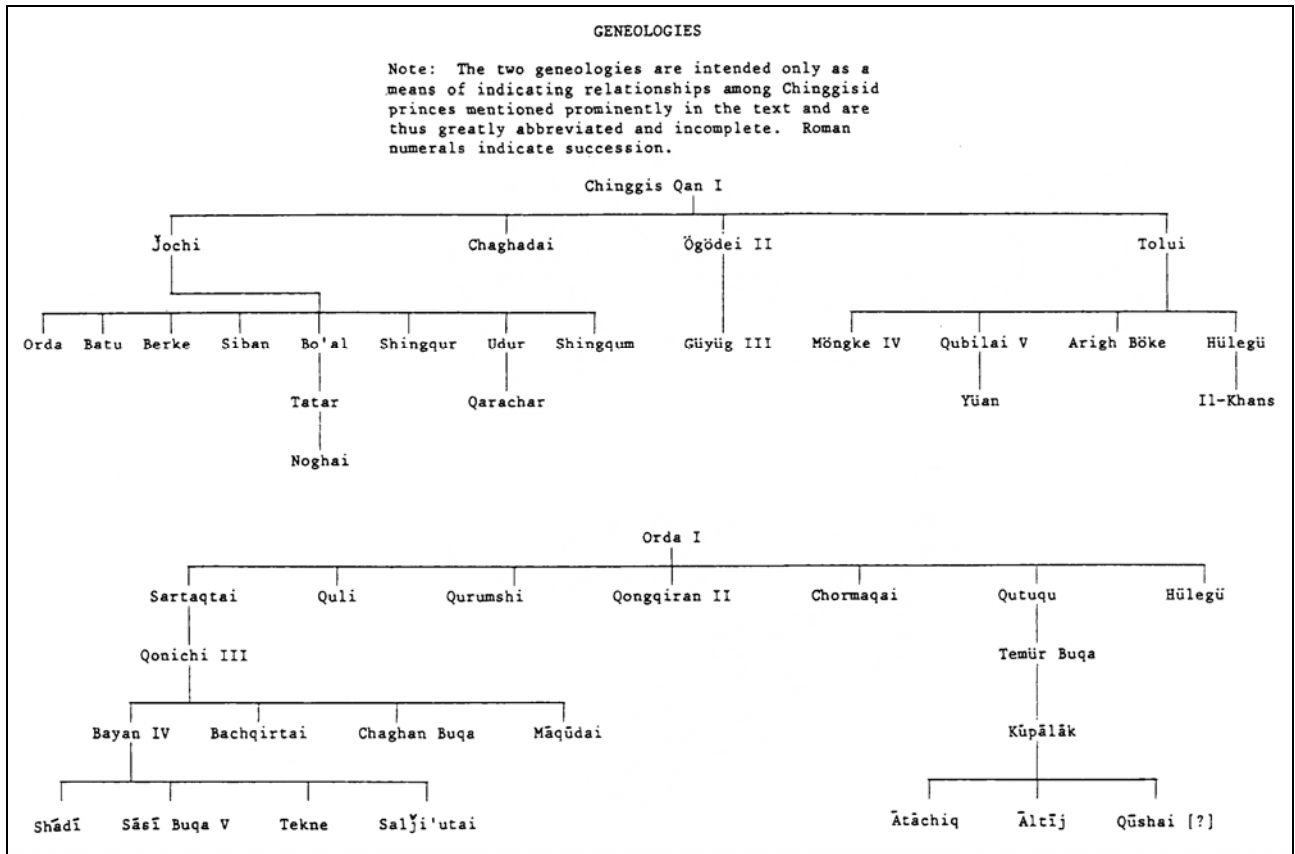 GENEOLOGIES
Note: The two geneologies are intended only as a
means of indicating relationships among Chinggisid
princes mentioned prominently in the text and are
thus greatly abbreviated and incomplete. Roman
numerals indicate succession.
Chinggis Qan I
J̌ochi Chaghadai Ögödei II Tolui
Orda Batu Berke Siban Bo'al Shingqur Udur Shingqum Güyüg III Möngke IV Qubilai V Arigh Böke Hülegü
Tatar Qarachar Yüan Il-Khans
Noghai
Orda I
Sartaqtai Quli Qurumshi Qongqiran II Chormaqai Qutuqu Hülegü
Qonichi III Temür Buqa
Bayan IV Bachqirtai Chaghan Buqa Māqūdai Kūpālāk
Shādī Sāsī Buqa V Tekne Salǰi'utai Ātāchiq Āltīj Qūshai [?]